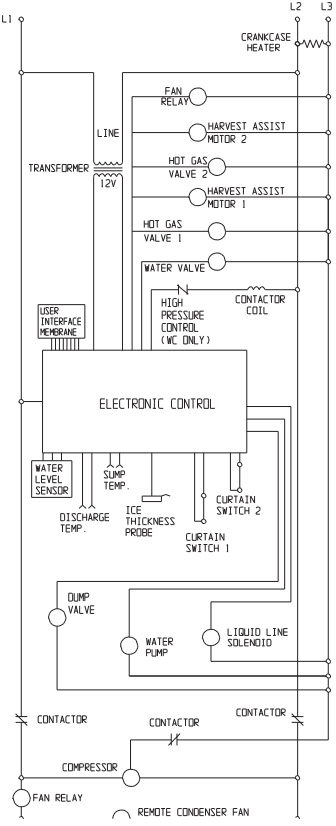 L1
L2 L3
CRANKCASE
HEATER
FAN
RELAY
LINE
HARVEST ASSIST
MOTOR 2
TRANSFORMER
HOT GAS
VALVE 2
12V
HARVEST ASSIST
MOTOR 1
HOT GAS
VALVE 1
WATER VALVE
HIGH
PRESSURE
CONTROL
(WC ONLY)
CONTACTOR
COIL
USER
INTERFACE
MEMBRANE
ELECTRONIC CONTROL
WATER
LEVEL
SENSOR
SUMP
TEMP.
DISCHARGE
TEMP.
ICE
THICKNESS
PROBE
CURTAIN
SWITCH 2
CURTAIN
SWITCH 1
DUMP
VALVE
WATER
PUMP
LIQUID LINE
SOLENOID
CONTACTOR
CONTACTOR
CONTACTOR
COMPRESSOR
FAN RELAY
REMOTE CONDENSER FAN